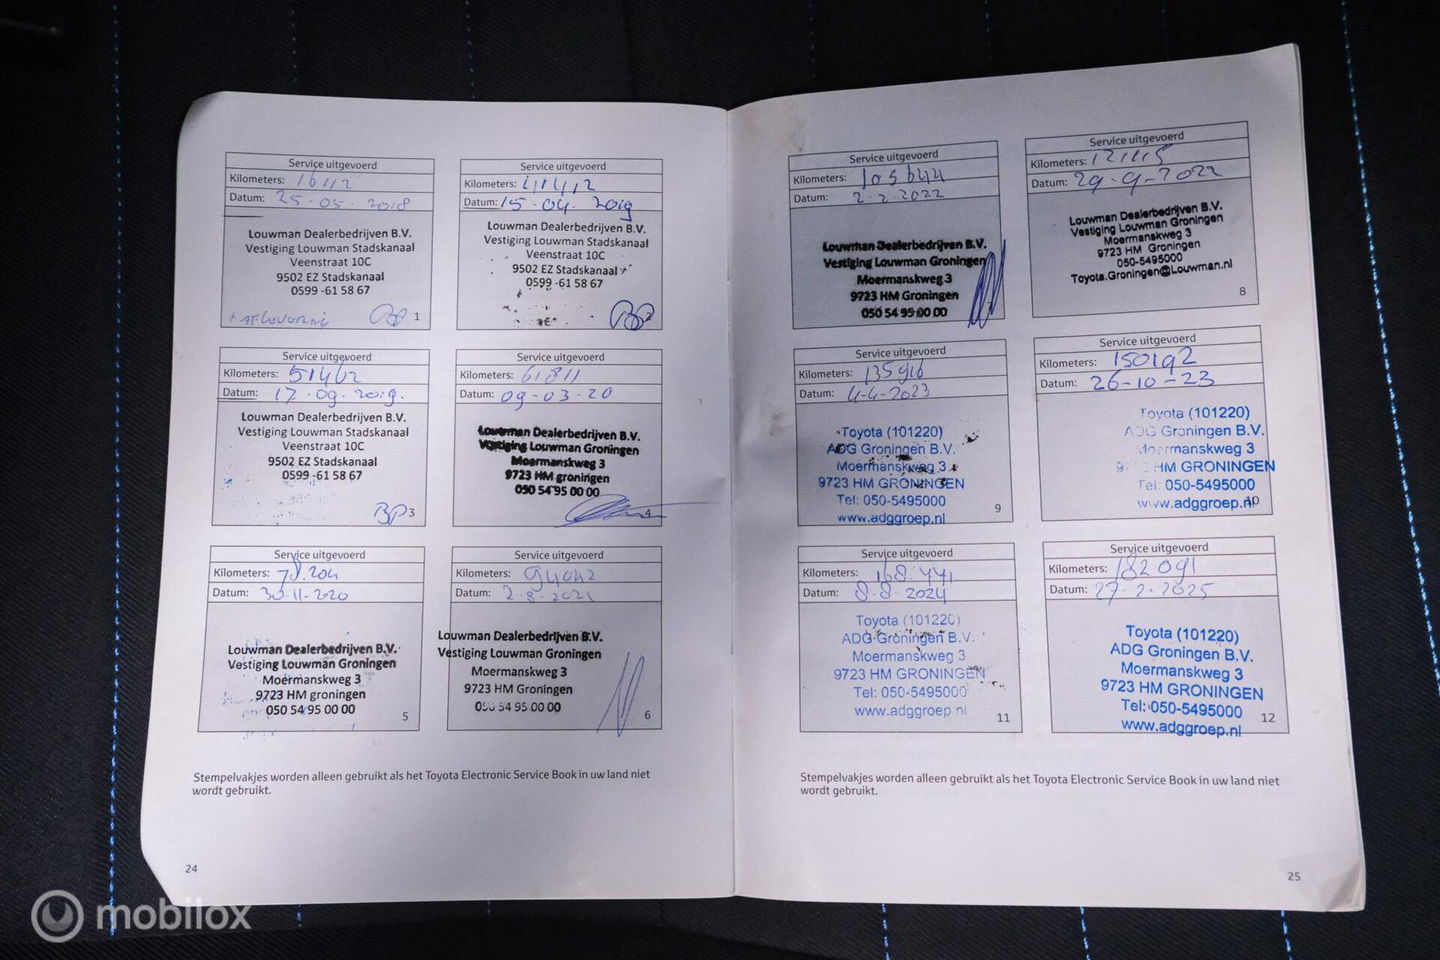 Service uitgevoerd
Kilometers: 16112
Datum: 25-05-2018
Louwman Dealerbedrijven B.V.
Vestiging Louwman Stadskanaal
Veenstraat 10C
9502 EZ Stadskanaal
0599 -61 58 67
1
Service uitgevoerd
Kilometers: 41412
Datum: 15-04-2019
Louwman Dealerbedrijven B.V.
Vestiging Louwman Stadskanaal
Veenstraat 10C
9502 EZ Stadskanaal
0599 -61 58 67
2
Service uitgevoerd
Kilometers: 51462
Datum: 17-09-2019.
Louwman Dealerbedrijven B.V.
Vestiging Louwman Stadskanaal
Veenstraat 10C
9502 EZ Stadskanaal
0599 -61 58 67
BP 3
Service uitgevoerd
Kilometers: 61811
Datum: 09-03-20
Louwman Dealerbedrijven B.V.
Vestiging Louwman Groningen
Moermanskweg 3
9723 HM groningen
050 54 95 00 00
4
Service uitgevoerd
Kilometers: 78.204
Datum: 30-11-2020
Louwman Dealerbedrijven B.V.
Vestiging Louwman Groningen
Moermanskweg 3
9723 HM groningen
050 54 95 00 00
5
Service uitgevoerd
Kilometers: 94042
Datum: 2-8-2021
Louwman Dealerbedrijven B.V.
Vestiging Louwman Groningen
Moermanskweg 3
9723 HM Groningen
050 54 95 00 00
6
Stempelvakjes worden alleen gebruikt als het Toyota Electronic Service Book in uw land niet
wordt gebruikt.
24
Service uitgevoerd
Kilometers: 105644
Datum: 2-2-2022
Louwman Dealerbedrijven B.V.
Vestiging Louwman Groningen
Moermanskweg 3
9723 HM Groningen
050 54 95 00 00
Service uitgevoerd
Kilometers: 121115
Datum: 29-9-2022
Louwman Dealerbedrijven B.V.
Vestiging Louwman Groningen
Moermanskweg 3
9723 HM Groningen
050-5495000
Toyota.Groningen@Louwman.nl
8
Service uitgevoerd
Kilometers: 135916
Datum: 4-4-2023
Toyota (101220)
ADG Groningen B.V.
Moermanskweg 3
9723 HM GRONINGEN
Tel: 050-5495000
www.adggroep.nl
9
Service uitgevoerd
Kilometers: 150192
Datum: 26-10-23
Toyota (101220)
ADG Groningen B.V.
Moermanskweg 3
9 HM GRONINGEN
Tel: 050-5495000
www.adggroep.nl
10
Service uitgevoerd
Kilometers: 168.441
Datum: 8-8-2024
Toyota (101220)
ADG Groningen B.V.
Moermanskweg 3
9723 HM GRONINGEN
Tel: 050-5495000
www.adggroep.nl
11
Service uitgevoerd
Kilometers: 182091
Datum: 27-2-2025
Toyota (101220)
ADG Groningen B.V.
Moermanskweg 3
9723 HM GRONINGEN
Tel: 050-5495000
www.adggroep.nl
12
Stempelvakjes worden alleen gebruikt als het Toyota Electronic Service Book in uw land niet
wordt gebruikt.
25
mobilox